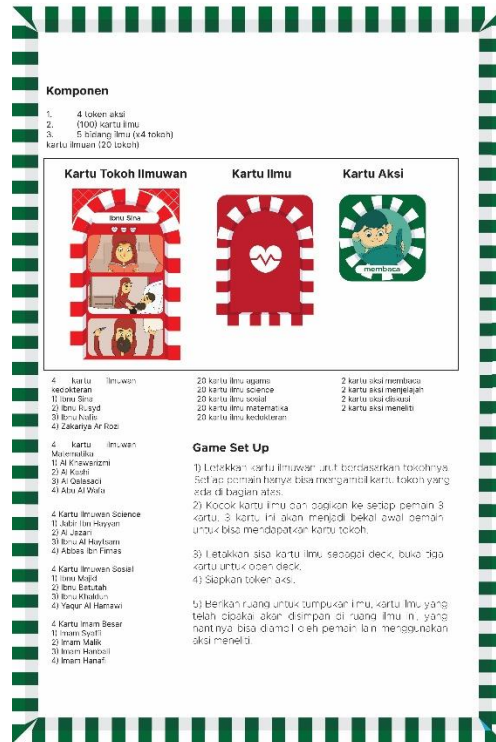 Komponen
1. 4 token aksi
2. (100) kartu ilmu
3. 5 bidang ilmu (x4 tokoh)
kartu ilmuan (20 tokoh)
Kartu Tokoh Ilmuwan
Kartu Ilmu
Kartu Aksi
Ibnu Sina
membaca
4 kartu ilmuwan
kedokteran
1) Ibnu Sina
2) Ibnu Rusyd
3) Ibnu Nafis
4) Zakariya Ar Rozi
4 kartu ilmuwan
Matematika
1) Al Khawarizmi
2) Al Kashi
3) Al Qalasadi
4) Abu Al Wafa
4 Kartu Ilmuwan Science
1) Jabir Ibn Hayyan
2) Al Jazari
3) Ibnu Al Haytsam
4) Abbas Ibn Firnas
4 Kartu Ilmuwan Sosial
1) Ibnu Majid
2) Ibnu Batutah
3) Ibnu Khaldun
4) Yaqur Al Hamawi
4 Kartu Imam Besar
1) Imam Syafii
2) Imam Malik
3) Imam Hanbali
4) Imam Hanafi
20 kartu ilmu agama
20 kartu ilmu science
20 kartu ilmu sosial
20 kartu ilmu matematika
20 kartu ilmu kedokteran
2 kartu aksi membaca
2 kartu aksi menjelajah
2 kartu aksi diskusi
2 kartu aksi meneliti
Game Set Up
1) Letakkan kartu ilmuwan urut berdasarkan tokohnya.
Setiap pemain hanya bisa mengambil kartu tokoh yang
ada di bagian atas.
2) Kocok kartu ilmu dan bagikan ke setiap pemain 3
kartu. 3 kartu ini akan menjadi bekal awal pemain
untuk bisa mendapatkan kartu tokoh.
3) Letakkan sisa kartu ilmu sebagai deck, buka tiga
kartu untuk open deck.
4) Siapkan token aksi.
5) Berikan ruang untuk tumpukan ilmu, kartu ilmu yang
telah dipakai akan disimpan di ruang ilmu ini, yang
nantinya bisa diambil oleh pemain lain menggunakan
aksi meneliti.